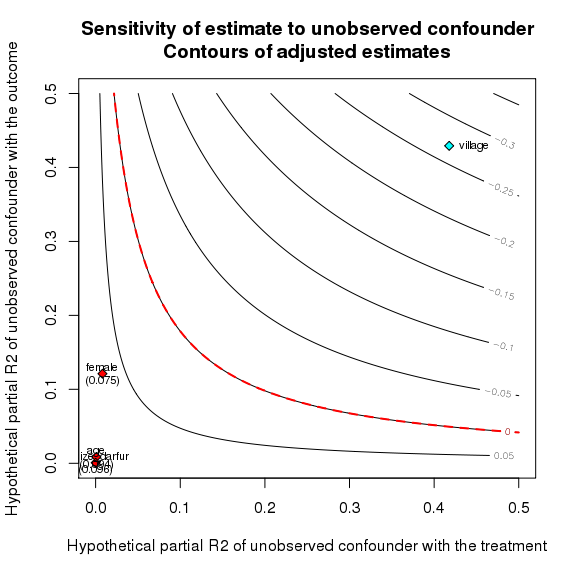 Sensitivity of estimate to unobserved confounder
Contours of adjusted estimates
Hypothetical partial R2 of unobserved confounder with the outcome
0.5
0.4
0.3
0.2
0.1
0.0
-0.3
-0.25
-0.2
-0.15
-0.1
-0.05
0
0.05
village
female
(0.075)
age
darfur
(0.096)
0.0 0.1 0.2 0.3 0.4 0.5
Hypothetical partial R2 of unobserved confounder with the treatment